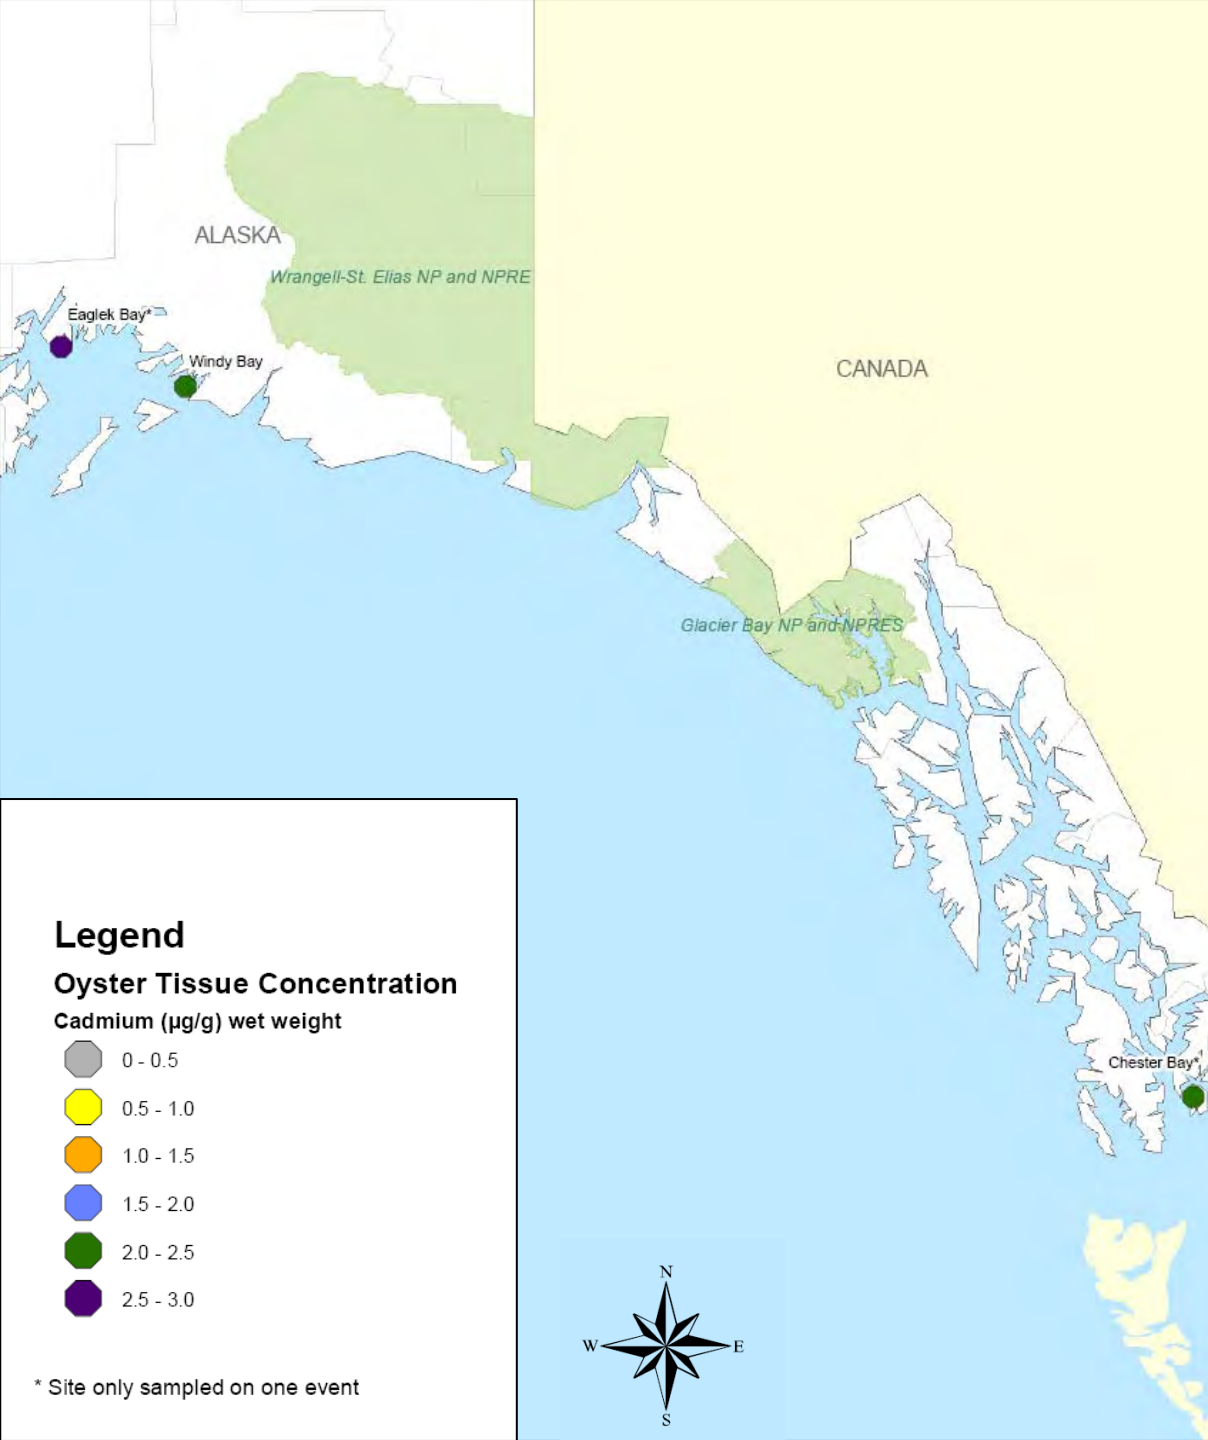 ALASKA
Wrangell-St. Elias NP and NPRE
Eaglek Bay*
Windy Bay
CANADA
Glacier Bay NP and NPRES
Chester Bay*
Legend
Oyster Tissue Concentration
Cadmium (µg/g) wet weight
0 - 0.5
0.5 - 1.0
1.0 - 1.5
1.5 - 2.0
2.0 - 2.5
2.5 - 3.0
* Site only sampled on one event
N
W E
S